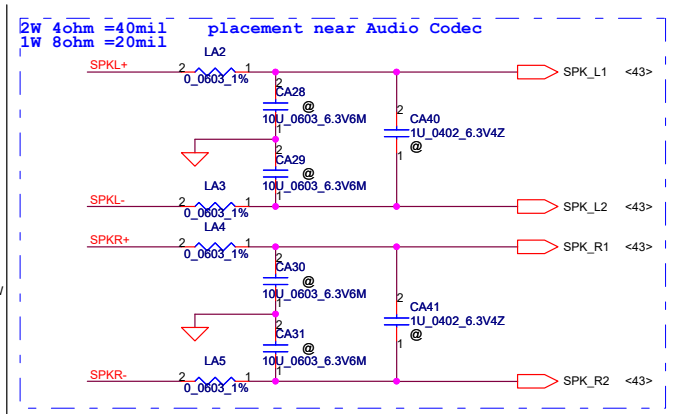 2W 4ohm =40mil placement near Audio Codec
1W 8ohm =20mil
LA2
SPKL+ 2 1 SPK_L1 <43>
0_0603_1%
2
CA28
@
10U_0603_6.3V6M
1
2
CA40
1U_0402_6.3V4Z
@
1
2
CA29
@
10U_0603_6.3V6M
1
LA3
SPKL- 2 1 SPK_L2 <43>
0_0603_1%
LA4
SPKR+ 2 1 SPK_R1 <43>
0_0603_1%
2
CA30
@
10U_0603_6.3V6M
1
2
CA41
1U_0402_6.3V4Z
@
1
2
CA31
@
10U_0603_6.3V6M
1
LA5
SPKR- 2 1 SPK_R2 <43>
0_0603_1%